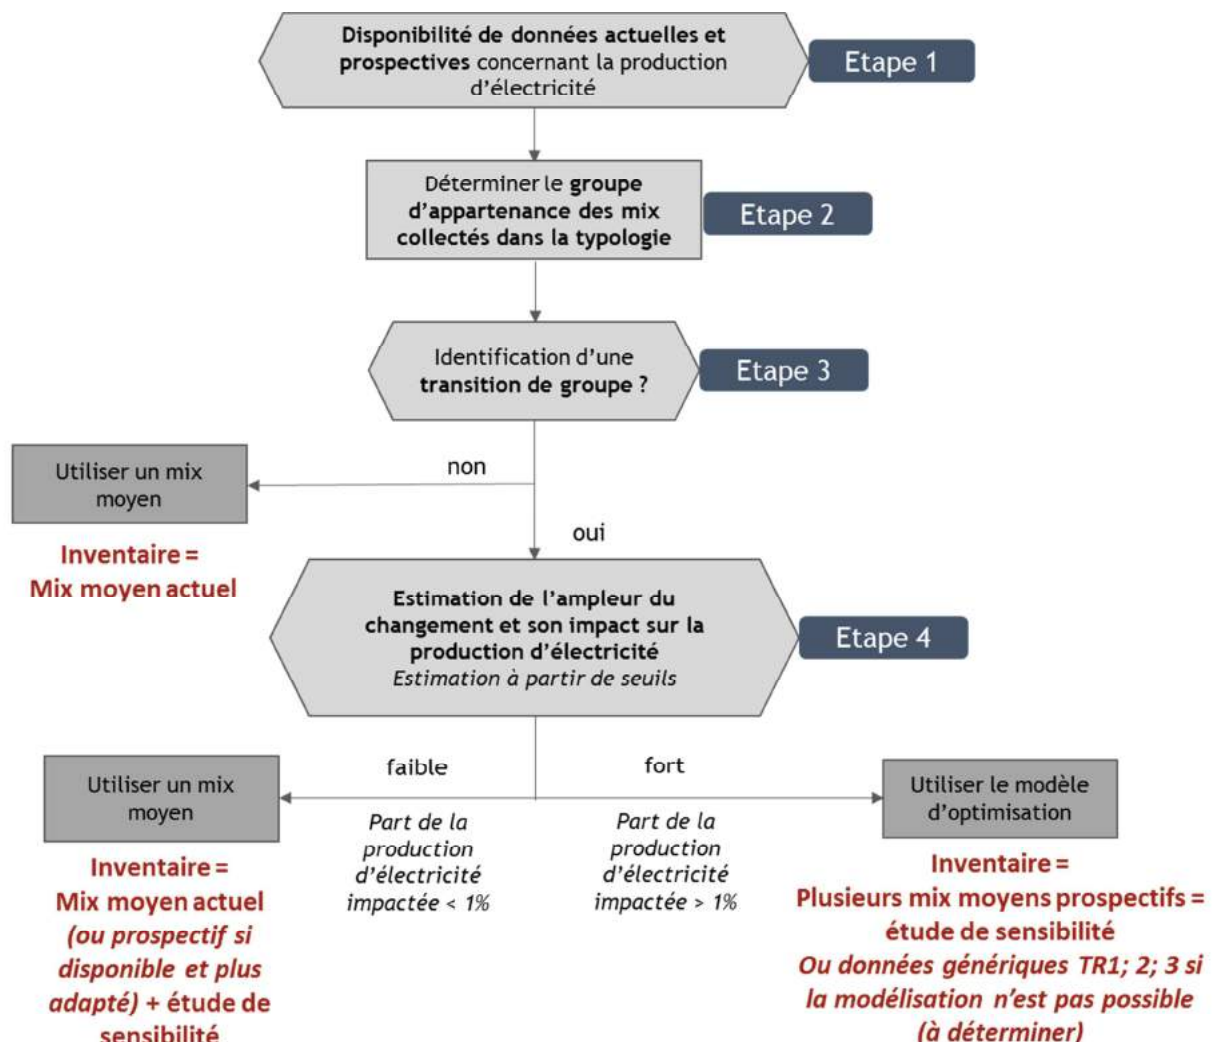 Disponibilité de données actuelles et
prospectives concernant la production
d'électricité
Etape 1
Déterminer le groupe
d'appartenance des mix
collectés dans la typologie
Etape 2
Identification d'une
transition de groupe ?
Etape 3
non
Utiliser un mix
moyen
Inventaire =
Mix moyen actuel
oui
Estimation de l'ampleur du
changement et son impact sur la
production d'électricité
Estimation à partir de seuils
Etape 4
faible
Part de la
production
d'électricité
impactée < 1%
fort
Part de la
production
d'électricité
impactée > 1%
Utiliser un mix
moyen
Inventaire =
Mix moyen actuel
(ou prospectif si
disponible et plus
adapté) + étude de
sensibilité
Utiliser le modèle
d'optimisation
Inventaire =
Plusieurs mix moyens prospectifs =
étude de sensibilité
Ou données génériques TR1; 2; 3 si
la modélisation n'est pas possible
(à déterminer)